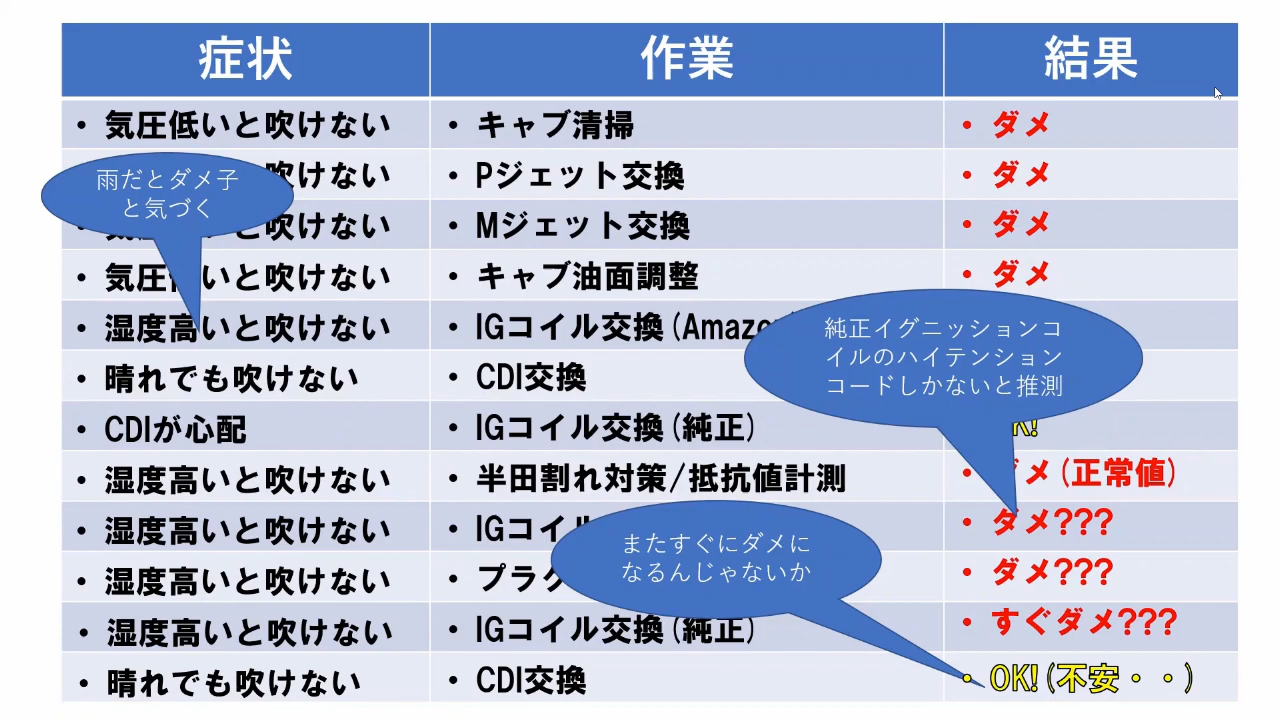 症状 作業 結果
・気圧低いと吹けない ・キャブ清掃 ・ダメ
吹けない ・Pジェット交換 ・ダメ
と吹けない ・Mジェット交換 ・ダメ
・気圧 いと吹けない ・キャブ油面調整 ・ダメ
・湿度高いと吹けない ・IGコイル交換(Amazo
・晴れでも吹けない ・CDI交換
・CDIが心配 ・IGコイル交換(純正) K!
・湿度高いと吹けない ・半田割れ対策/抵抗値計測 ・ダメ(正常値)
・湿度高いと吹けない ・IGコイ ・ダメ???
・湿度高いと吹けない ・プラグ ・ダメ???
・湿度高いと吹けない ・IGコイル交換(純正) ・すぐダメ???
・晴れでも吹けない ・CDI交換 ・OK!(不安・・)
雨だとダメ子
と気づく
純正イグニッションコ
イルのハイテンション
コードしかないと推測
またすぐにダメに
なるんじゃないか